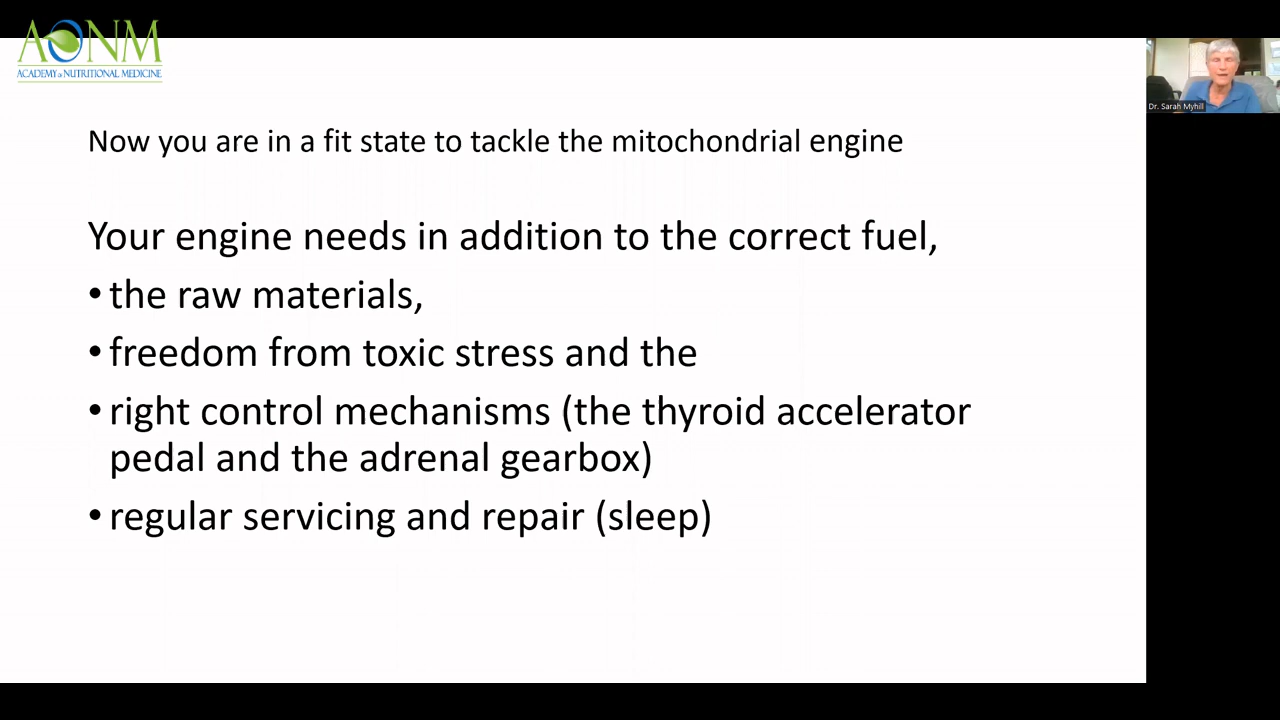 AONM
ACADEMY of NUTRITIONAL MEDICINE
Dr. Sarah Myhill
Now you are in a fit state to tackle the mitochondrial engine
Your engine needs in addition to the correct fuel,
• the raw materials,
• freedom from toxic stress and the
• right control mechanisms (the thyroid accelerator
pedal and the adrenal gearbox)
• regular servicing and repair (sleep)